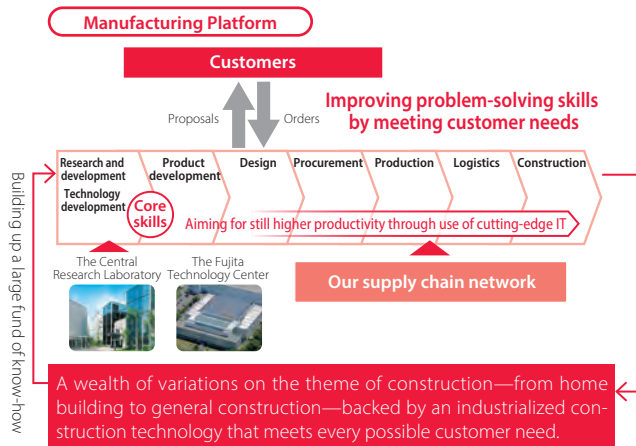 Manufacturing Platform
Customers
Proposals
Orders
Improving problem-solving skills
by meeting customer needs
Research and
development
Technology
development
Product
development
Design
Procurement
Production
Logistics
Construction
Core
skills
Aiming for still higher productivity through use of cutting-edge IT
The Central
Research Laboratory
The Fujita
Technology Center
Our supply chain network
Building up a large fund of know-how
A wealth of variations on the theme of construction—from home
building to general construction—backed by an industrialized con-
struction technology that meets every possible customer need.